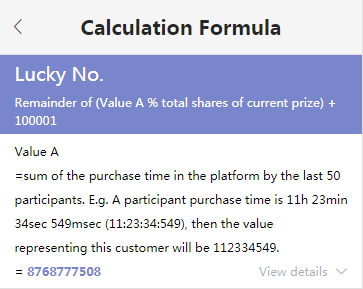 Calculation Formula
Lucky No.
Remainder of (Value A % total shares of current prize) +
100001
Value A
=sum of the purchase time in the platform by the last 50
participants. E.g. A participant purchase time is 11h 23min
34sec 549msec (11:23:34:549), then the value
representing this customer will be 112334549.
= 8768777508 View details